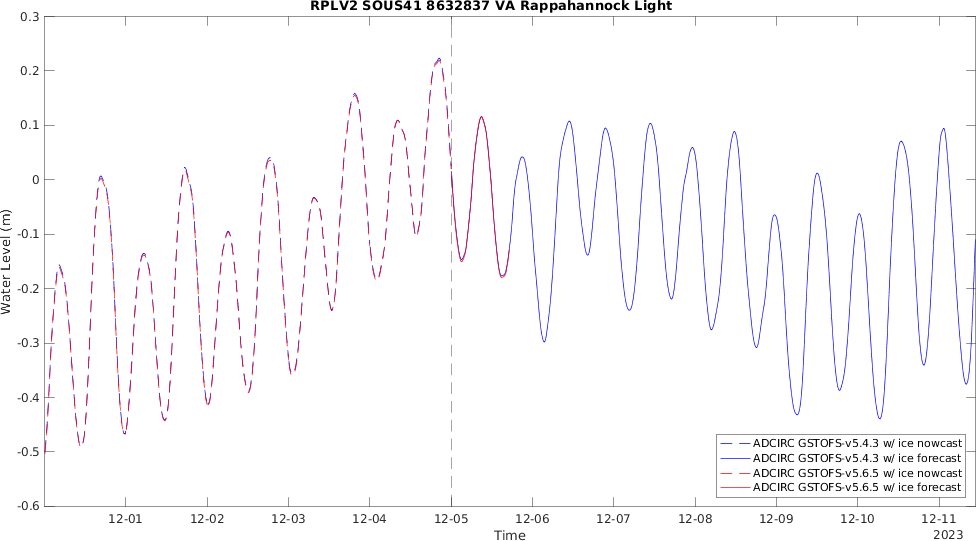 RPLV2 SOUS41 8632837 VA Rappahannock Light
0.3
0.2
0.1
0
-0.1
-0.2
-0.3
-0.4
-0.5
-0.6
Water Level (m)
ADCIRC GSTOFS-v5.4.3 w/ ice nowcast
ADCIRC GSTOFS-v5.4.3 w/ ice forecast
ADCIRC GSTOFS-v5.6.5 w/ ice nowcast
ADCIRC GSTOFS-v5.6.5 w/ ice forecast
12-01 12-02 12-03 12-04 12-05 12-06 12-07 12-08 12-09 12-10 12-11
Time
2023